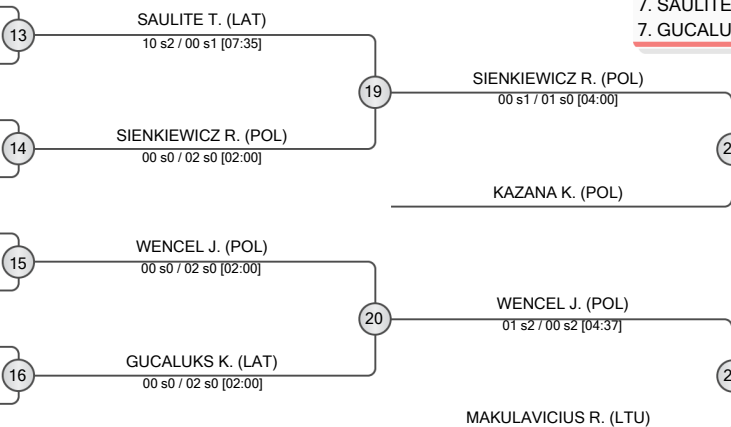 7. SAULITE
7. GUCALU
13
SAULITE T. (LAT)
10 s2 / 00 s1 [07:35]
19
SIENKIEWICZ R. (POL)
00 s1 / 01 s0 [04:00]
14
SIENKIEWICZ R. (POL)
00 s0 / 02 s0 [02:00]
2
KAZANA K. (POL)
15
WENCEL J. (POL)
00 s0 / 02 s0 [02:00]
20
WENCEL J. (POL)
01 s2 / 00 s2 [04:37]
16
GUCALUKS K. (LAT)
00 s0 / 02 s0 [02:00]
2
MAKULAVICIUS R. (LTU)